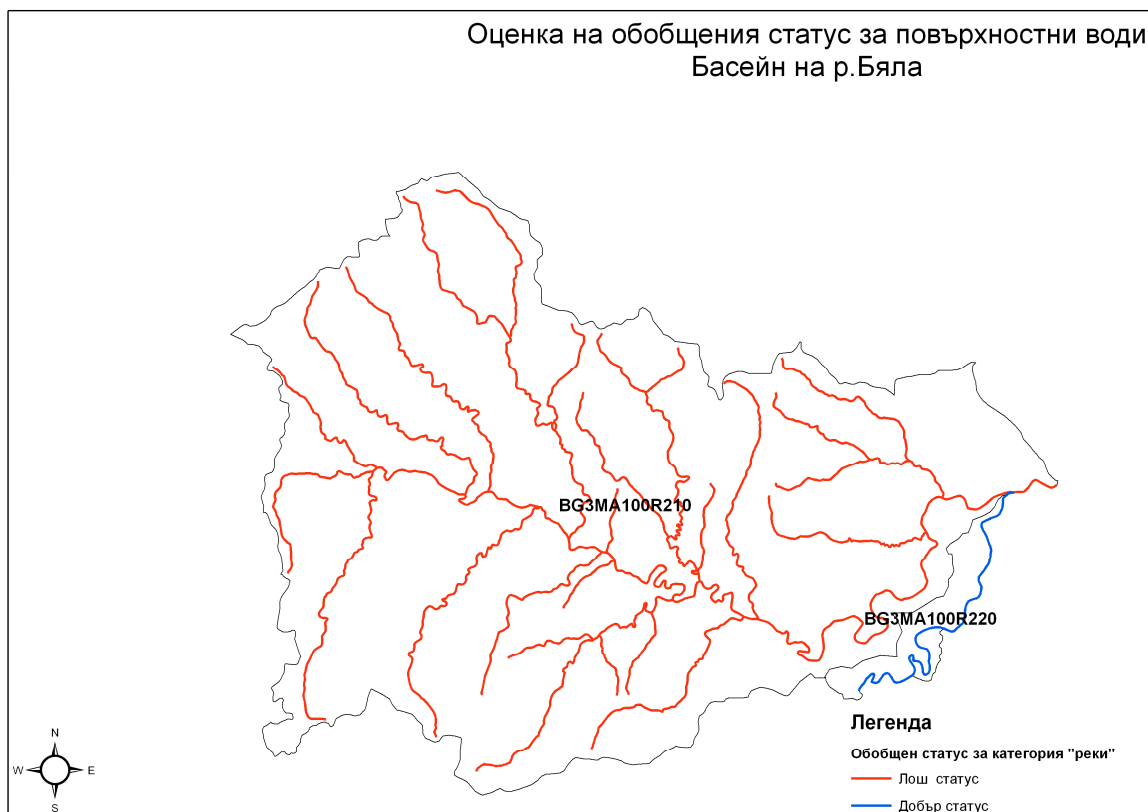 Оценка на обобщения статус за повърхностни води
Басейн на р.Бяла
BG3MA100R210
BG3MA100R220
Легенда
Обобщен статус за категория "реки"
Лош статус
Добър статус
N
W E
S